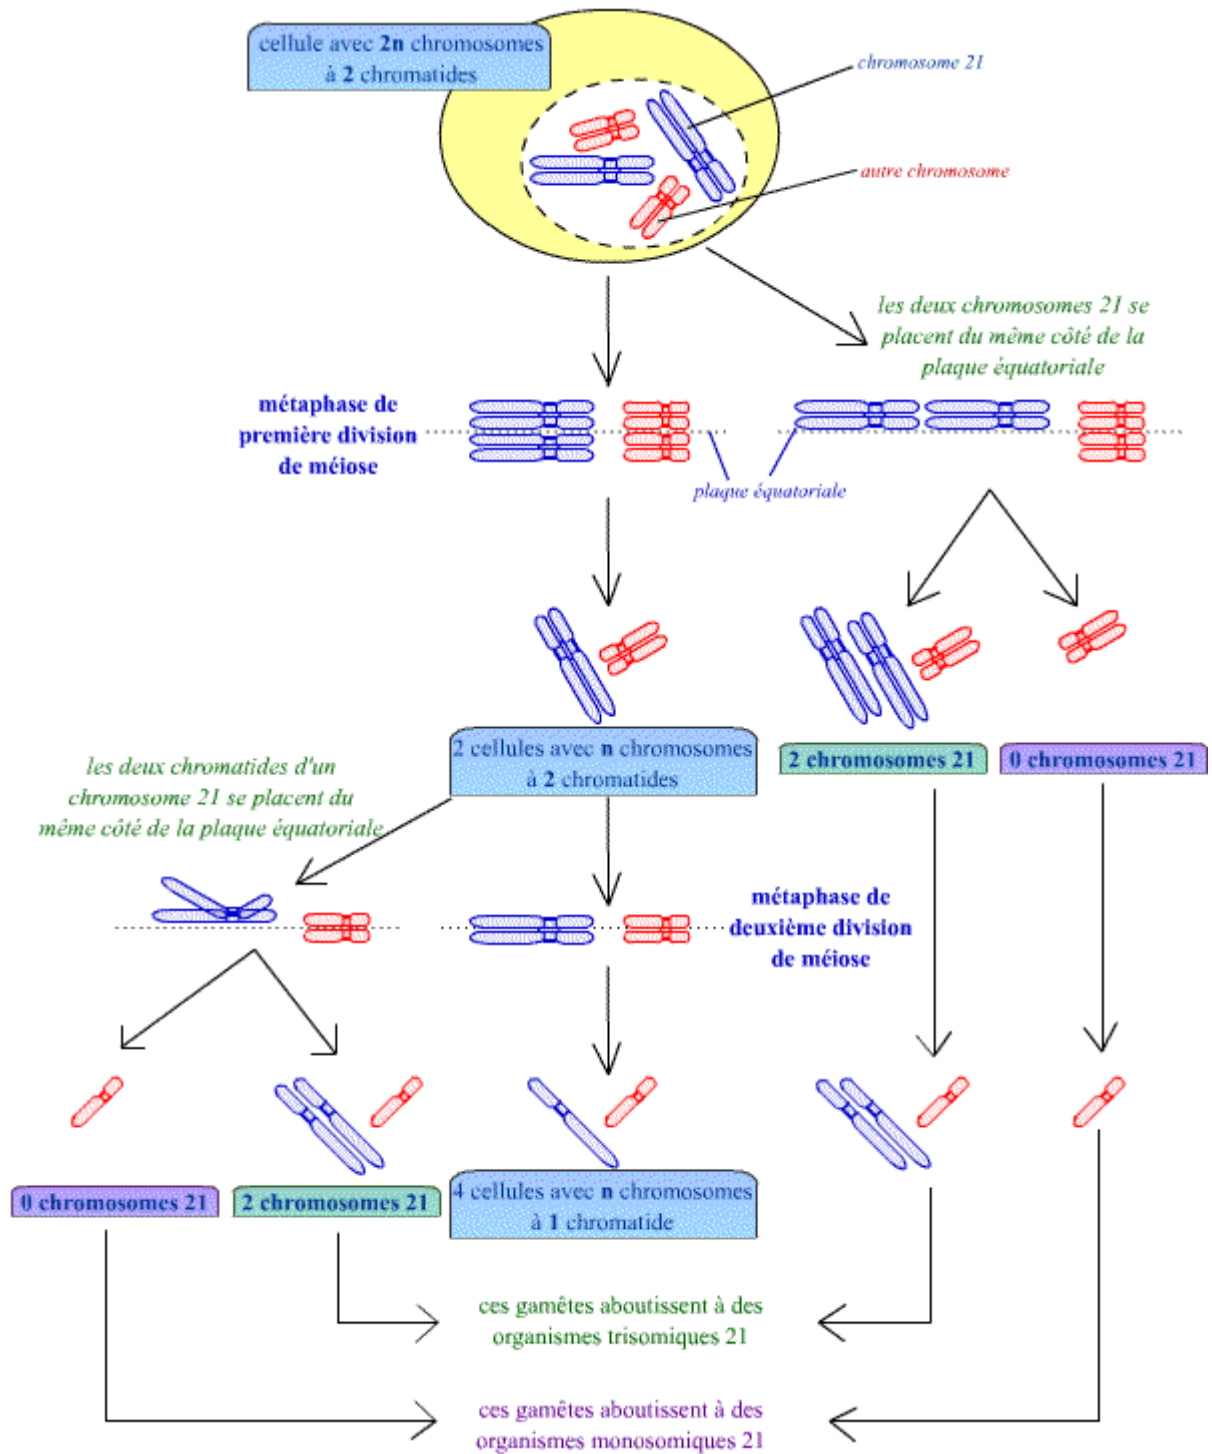 cellule avec 2n chromosomes
à 2 chromatides
chromosome 21
autre chromosome
les deux chromosomes 21 se
placent du même côté de la
plaque équatoriale
métaphase de
première division
de méiose
plaque équatoriale
2 cellules avec n chromosomes
à 2 chromatides
2 chromosomes 21
0 chromosomes 21
les deux chromatides d'un
chromosome 21 se placent du
même côté de la plaque équatoriale
métaphase de
deuxième division
de méiose
0 chromosomes 21
2 chromosomes 21
4 cellules avec n chromosomes
à 1 chromatide
ces gamêtes aboutissent à des
organismes trisomiques 21
ces gamêtes aboutissent à des
organismes monosomiques 21